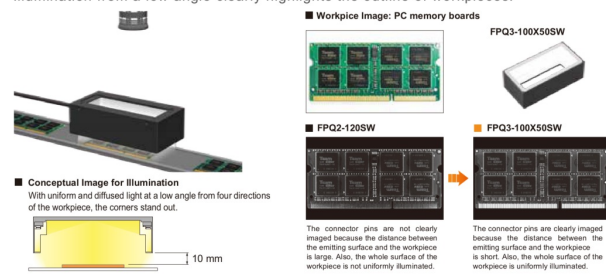 illumination from a low angle clearly highlights the outline of workpieces.
■ Workpice Image: PC memory boards
FPQ3-100X50SW
■ FPQ2-120SW
■ FPQ3-100X50SW
■ Conceptual Image for Illumination
With uniform and diffused light at a low angle from four directions
of the workpiece, the corners stand out.
10 mm
The connector pins are not clearly
imaged because the distance between
the emitting surface and the workpiece
is large. Also, the whole surface of the
workpiece is not uniformly illuminated.
The connector pins are clearly imaged
because the distance between the
emitting surface and the workpiece
is short. Also, the whole surface of the
workpiece is uniformly illuminated.